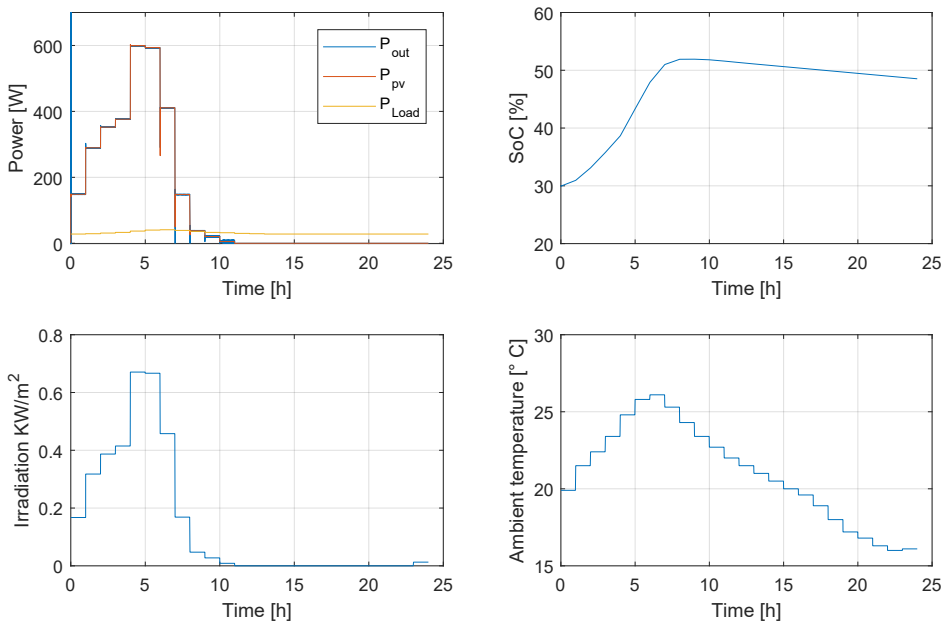 Power [W]
600
400
200
0
0 5 10 15 20 25
Time [h]
P_out
P_pv
P_Load
SoC [%]
60
50
40
30
20
0 5 10 15 20 25
Time [h]
Irradiation KW/m²
0.8
0.6
0.4
0.2
0
0 5 10 15 20 25
Time [h]
Ambient temperature [° C]
30
25
20
15
0 5 10 15 20 25
Time [h]